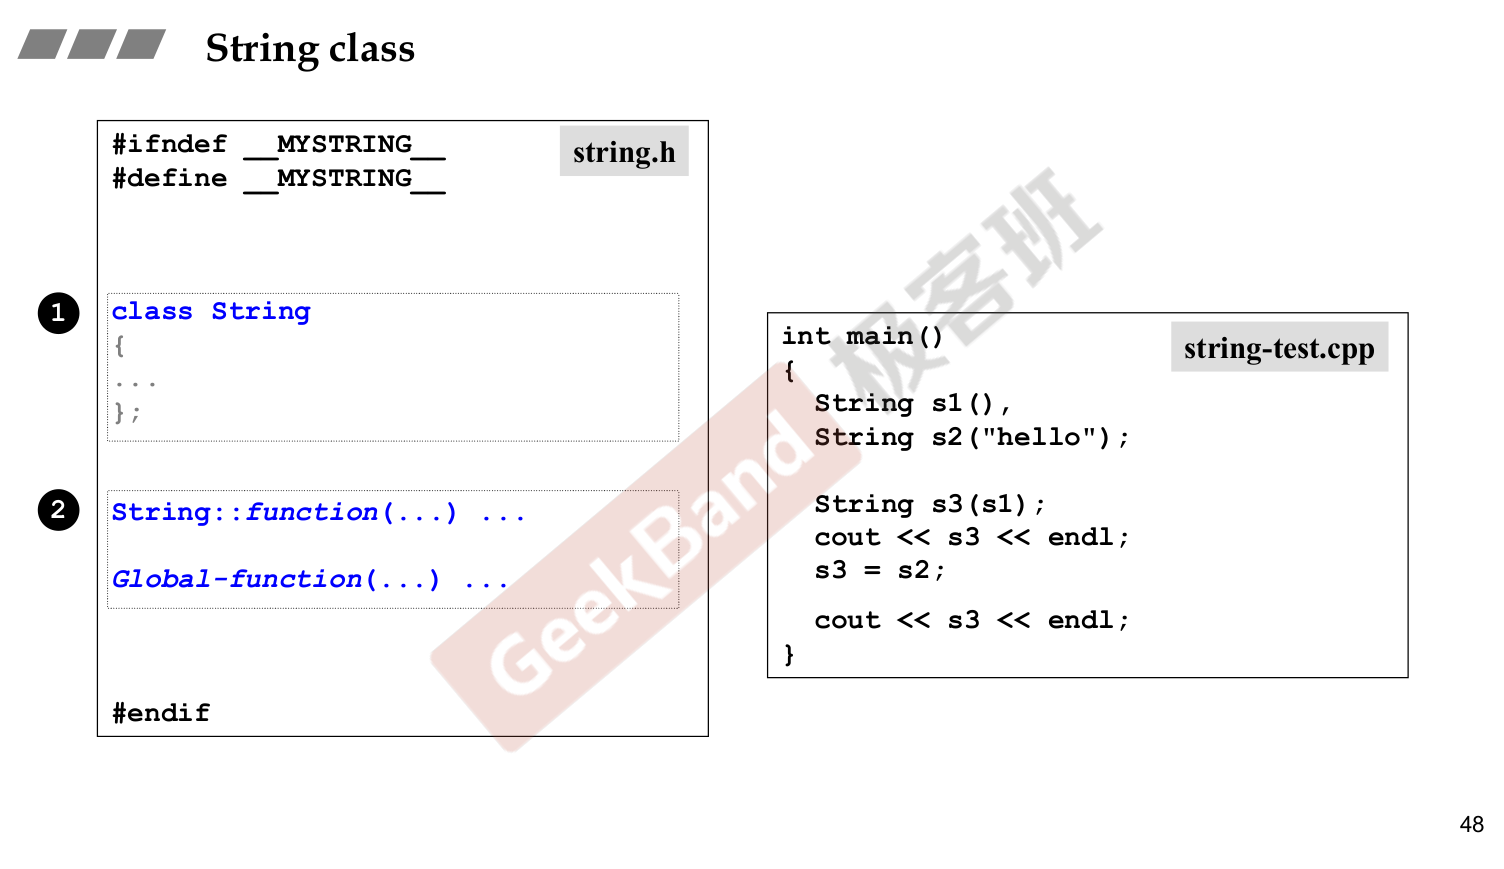 String class
string.h
#ifndef __MYSTRING__
#define __MYSTRING__
1
class String
{
...
};
2
String::function(...) ...
Global-function(...) ...
#endif
string-test.cpp
int main()
{
String s1(),
String s2("hello");
String s3(s1);
cout << s3 << endl;
s3 = s2;
cout << s3 << endl;
}
GeekBand 极客班
48